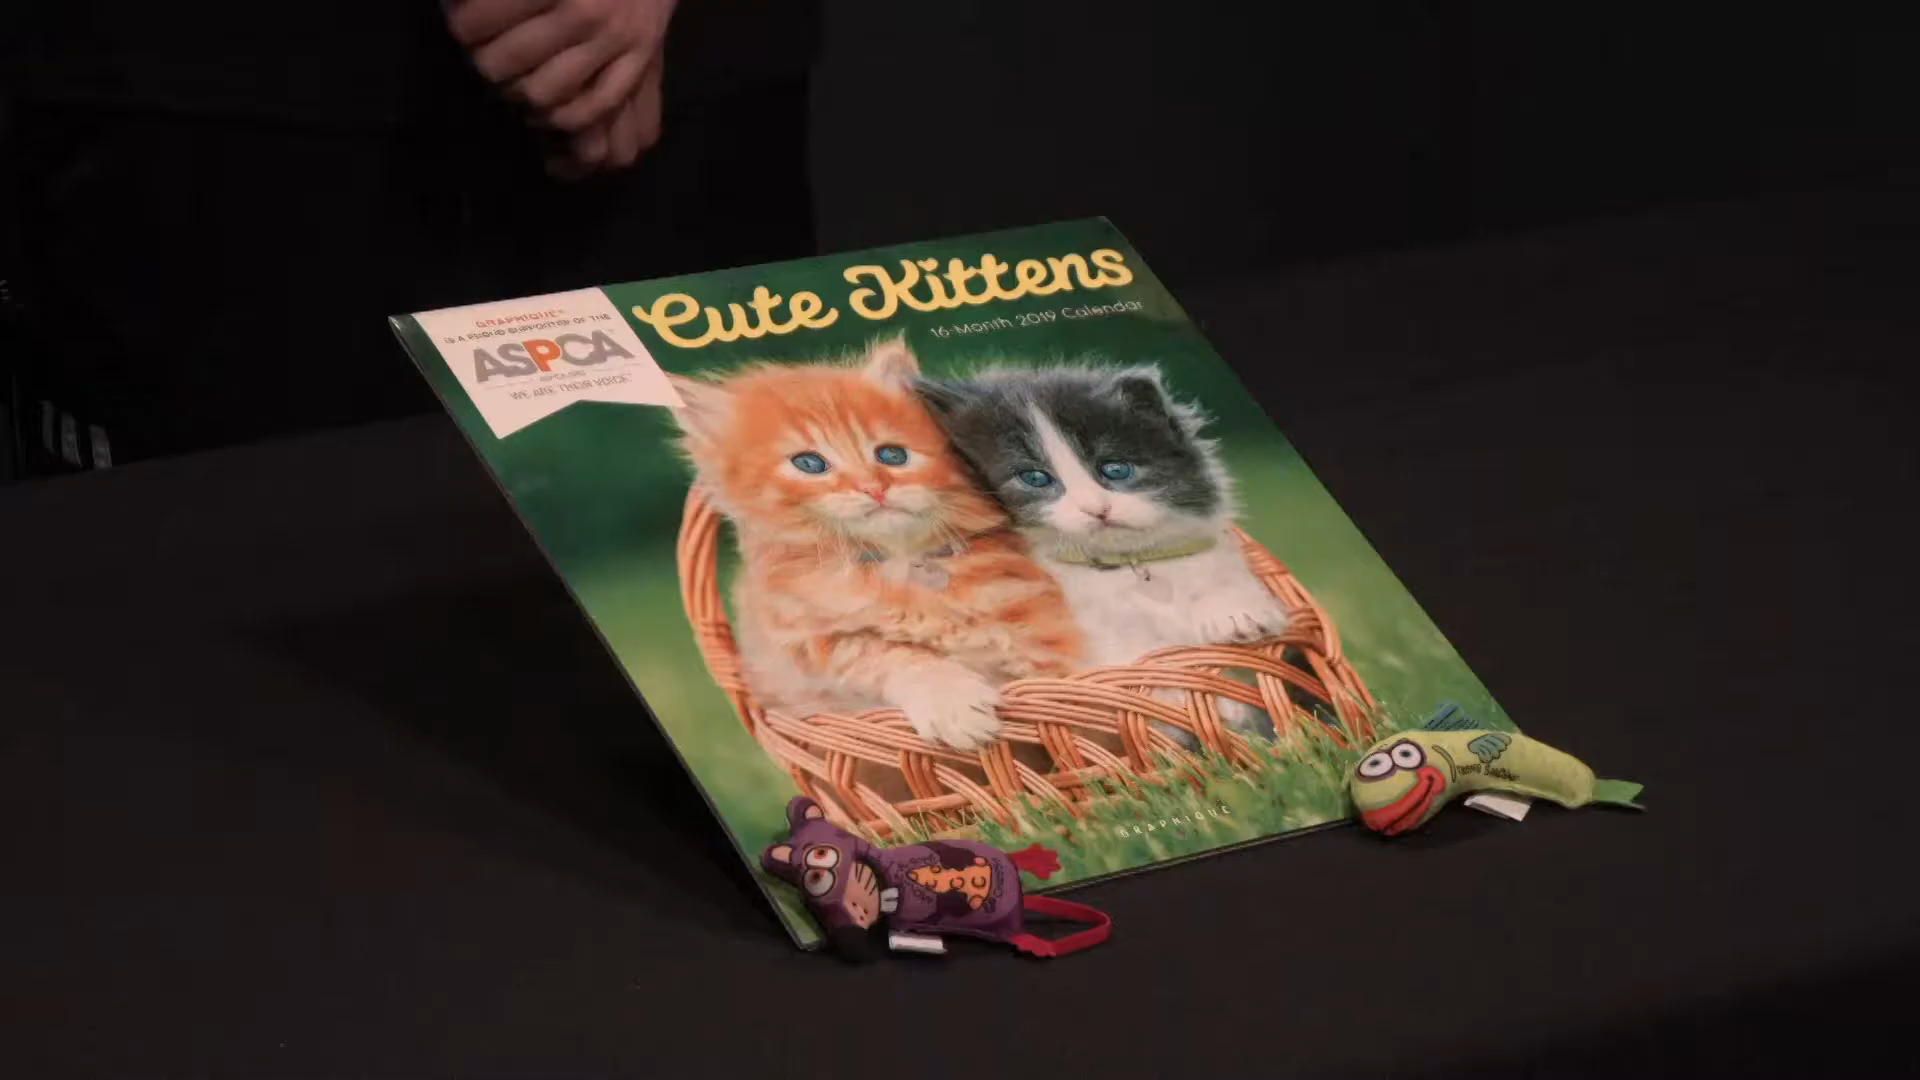 GRAPHIQUE
IS A PROUD SUPPORTER OF THE
ASPCA
WE ARE THEIR VOICE
Cute Kittens
16-Month 2019 Calendar
GRAPHIQUE